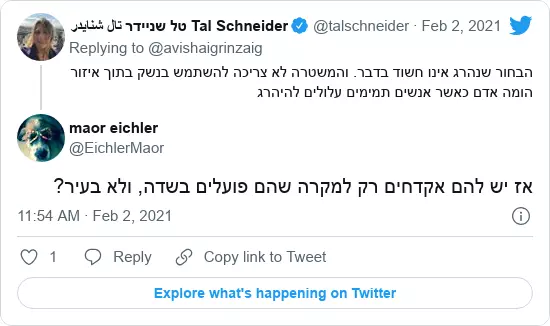 Tal Schneider טל שניידר تال شنايدر @talschneider · Feb 2, 2021
Replying to @avishaigrinzaig
הבחור שנהרג אינו חשוד בדבר. והמשטרה לא צריכה להשתמש בנשק בתוך איזור
הומה אדם כאשר אנשים תמימים עלולים להיהרג
maor eichler
@EichlerMaor
אז יש להם אקדחים רק למקרה שהם פועלים בשדה, ולא בעיר?
11:54 AM · Feb 2, 2021
1 Reply Copy link to Tweet
Explore what's happening on Twitter